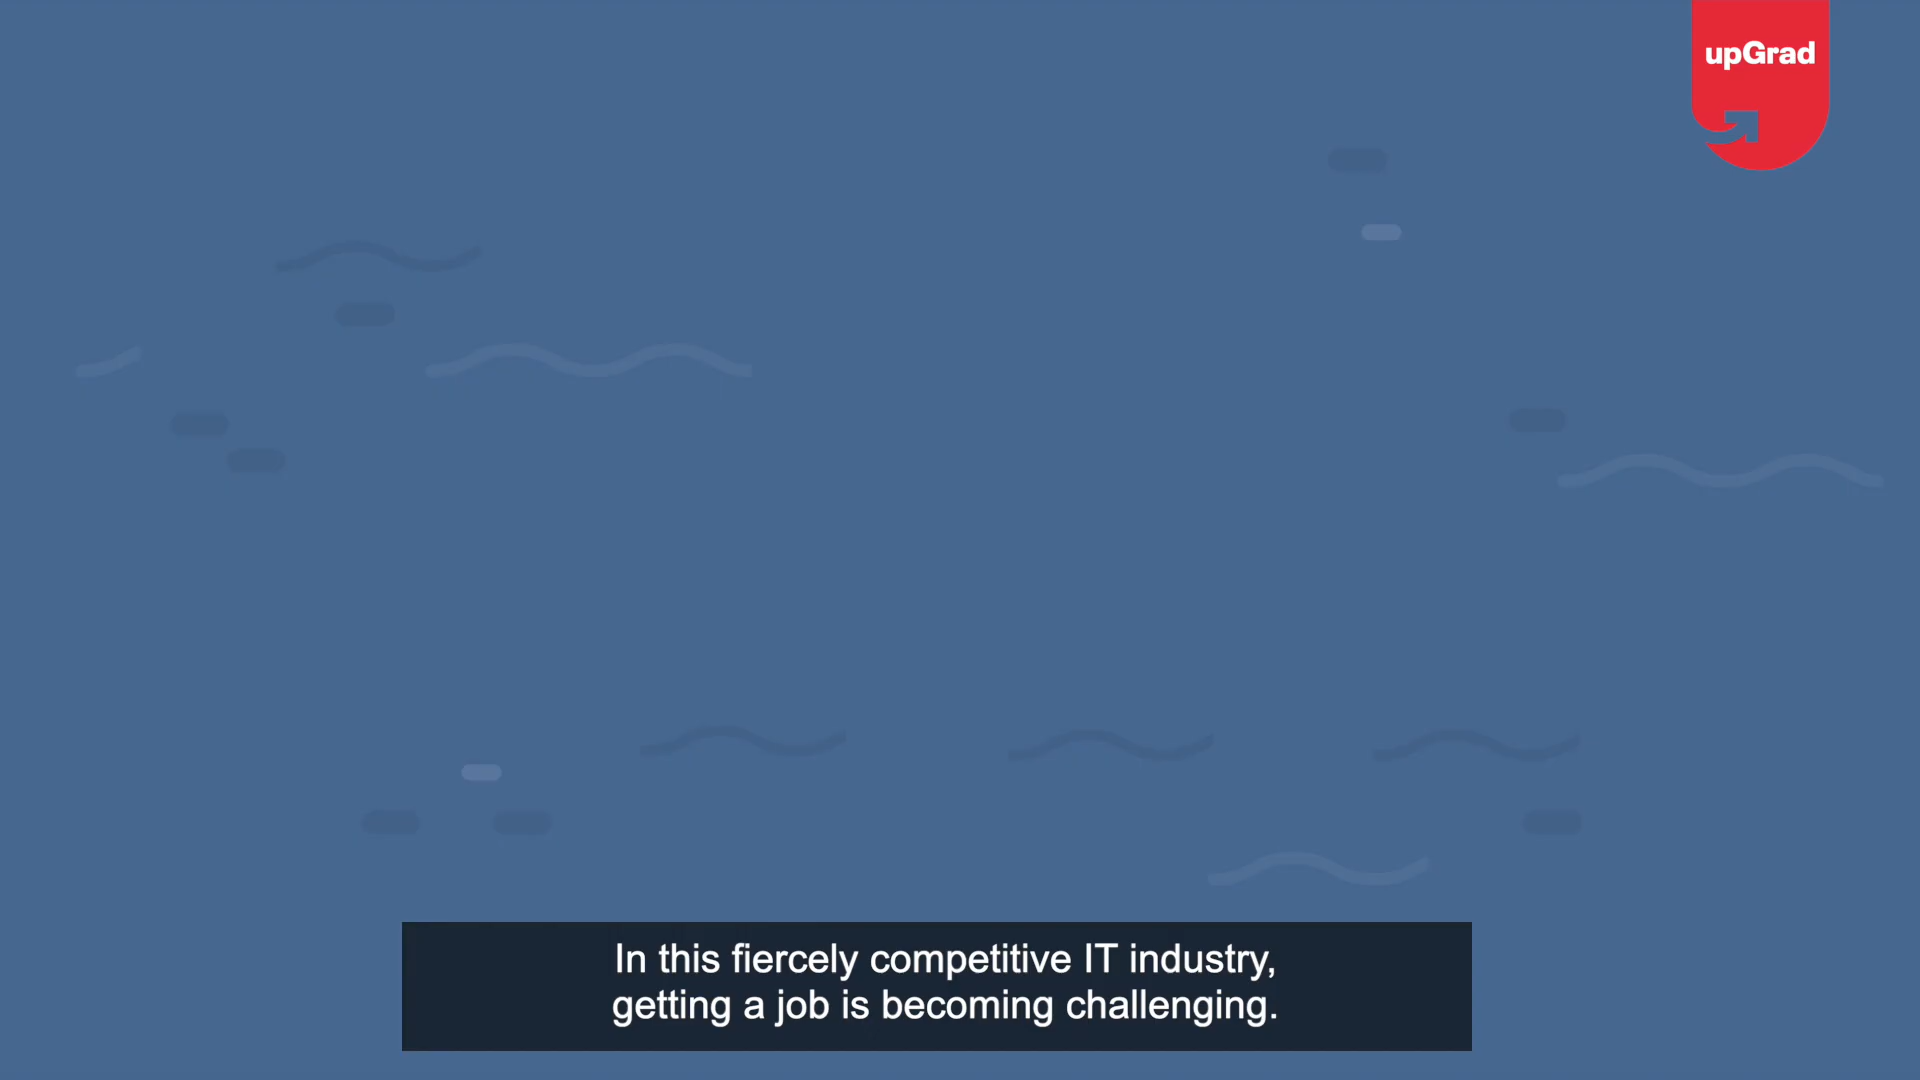 upGrad
In this fiercely competitive IT industry,
getting a job is becoming challenging.